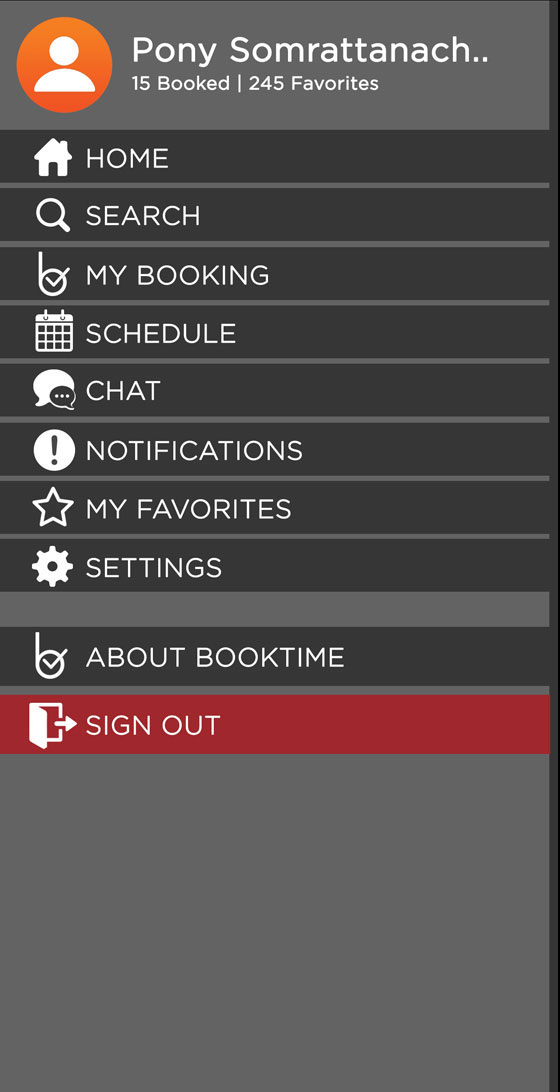 Pony Somrattanach..
15 Booked | 245 Favorites
HOME
SEARCH
MY BOOKING
SCHEDULE
CHAT
NOTIFICATIONS
MY FAVORITES
SETTINGS
ABOUT BOOKTIME
SIGN OUT